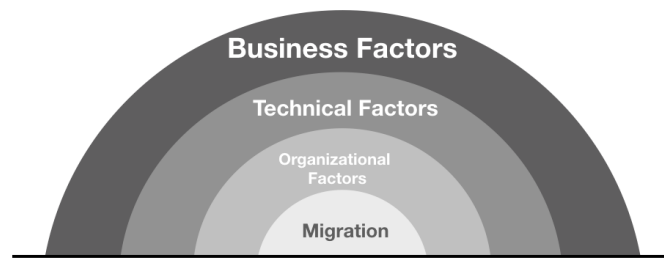 Business Factors
Technical Factors
Organizational
Factors
Migration